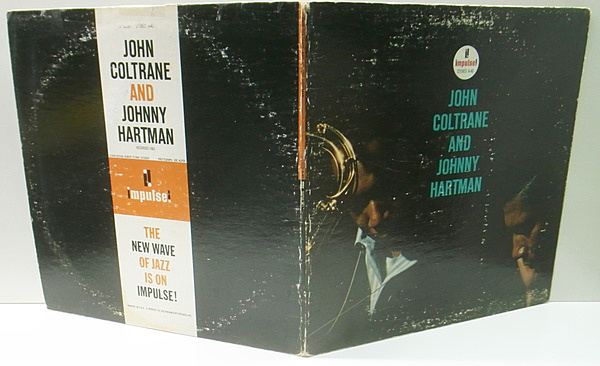 JOHN
COLTRANE
AND
JOHNNY
HARTMAN
impulse!
THE
NEW WAVE
OF JAZZ
IS ON
IMPULSE!
impulse!
JOHN
COLTRANE
AND
JOHNNY
HARTMAN